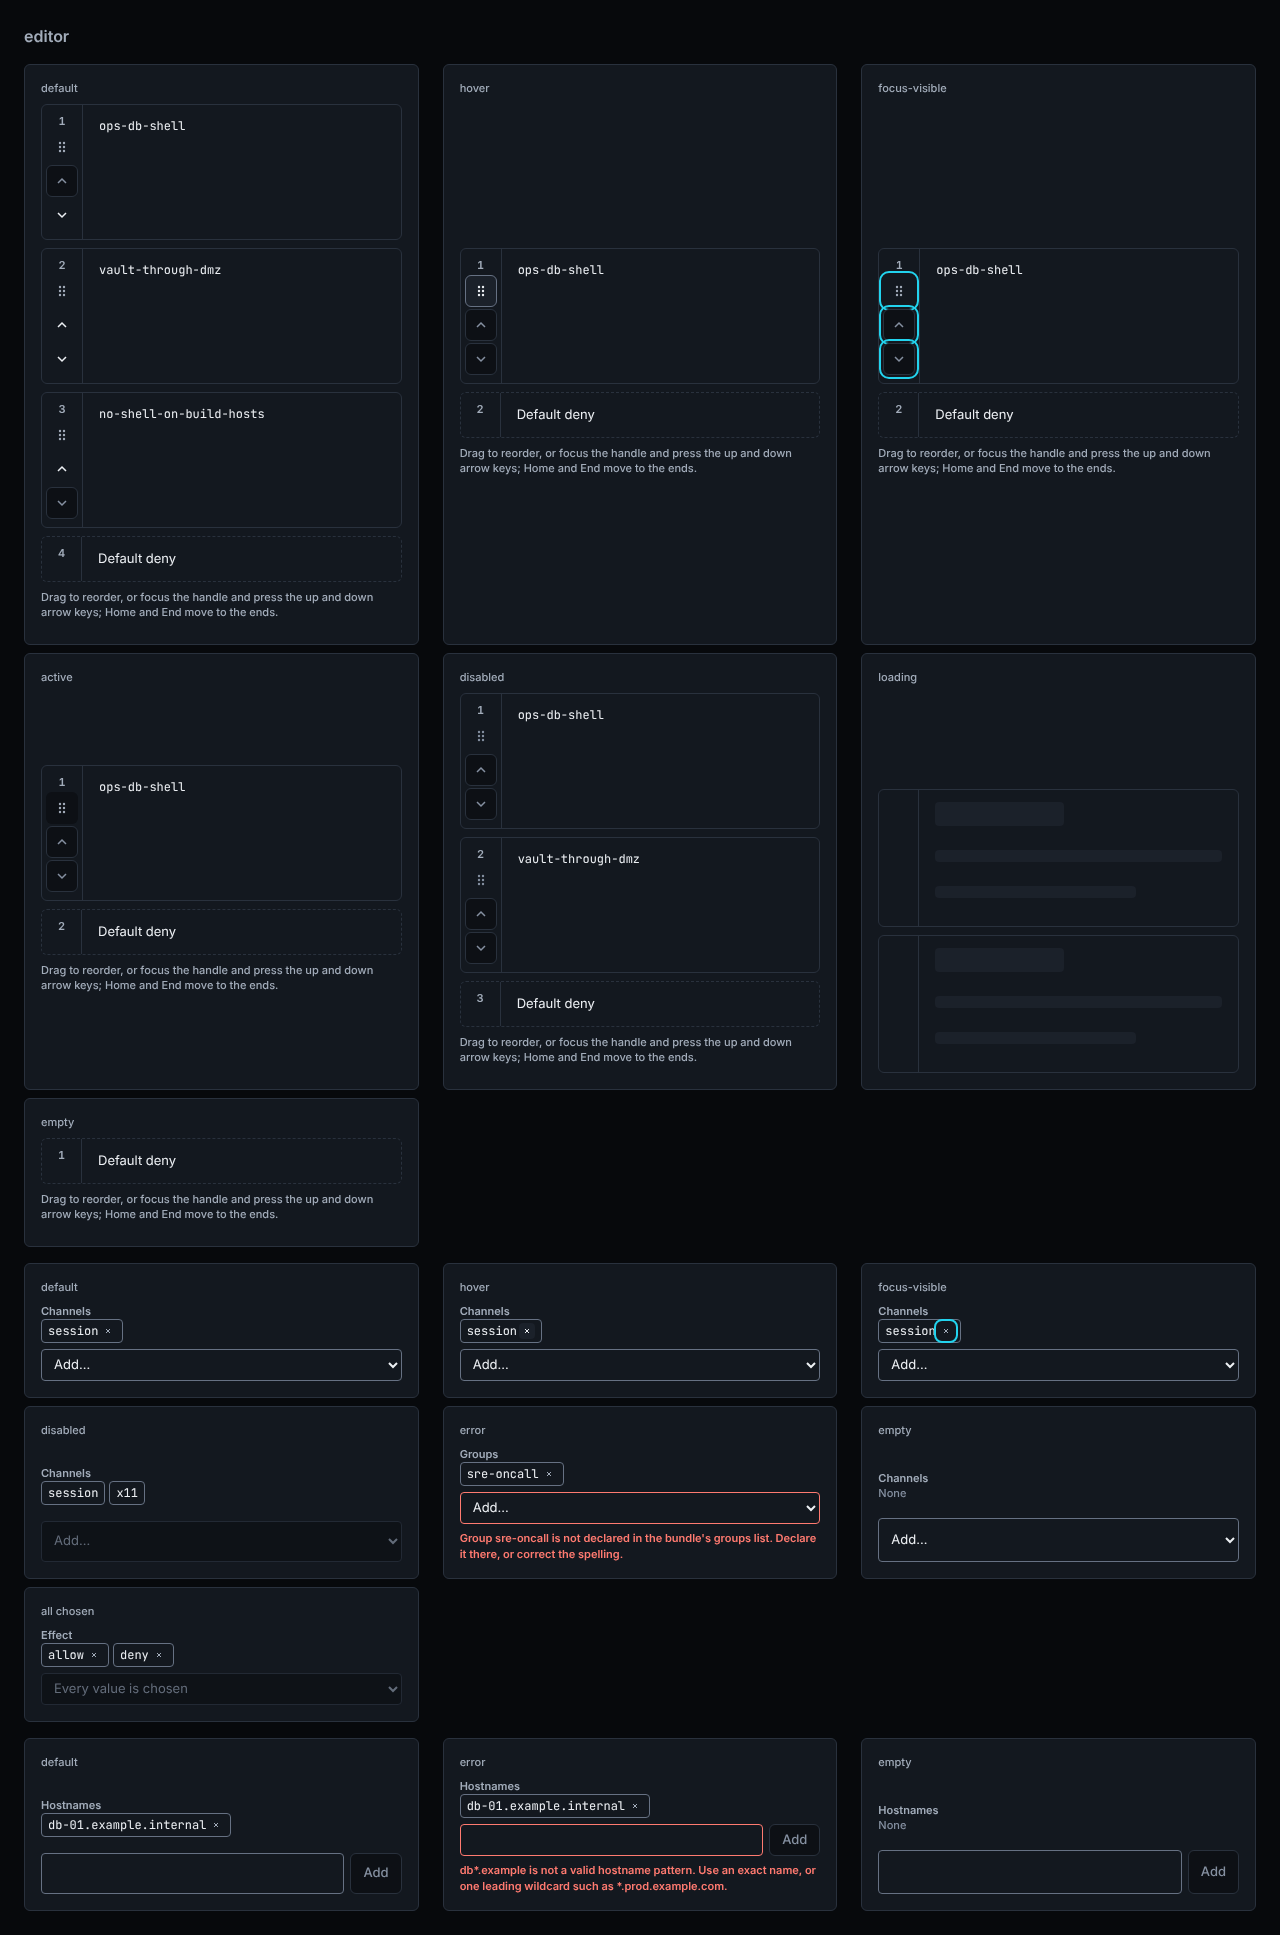 editor
default
1
ops-db-shell
2
vault-through-dmz
3
no-shell-on-build-hosts
4
Default deny
Drag to reorder, or focus the handle and press the up and down
arrow keys; Home and End move to the ends.
hover
1
ops-db-shell
2
Default deny
Drag to reorder, or focus the handle and press the up and down
arrow keys; Home and End move to the ends.
focus-visible
1
ops-db-shell
2
Default deny
Drag to reorder, or focus the handle and press the up and down
arrow keys; Home and End move to the ends.
active
1
ops-db-shell
2
Default deny
Drag to reorder, or focus the handle and press the up and down
arrow keys; Home and End move to the ends.
disabled
1
ops-db-shell
2
vault-through-dmz
3
Default deny
Drag to reorder, or focus the handle and press the up and down
arrow keys; Home and End move to the ends.
loading
empty
1
Default deny
Drag to reorder, or focus the handle and press the up and down
arrow keys; Home and End move to the ends.
default
Channels
session ×
Add...
hover
Channels
session ×
Add...
focus-visible
Channels
session ×
Add...
disabled
Channels
session x11
Add...
error
Groups
sre-oncall ×
Add...
Group sre-oncall is not declared in the bundle's groups list. Declare
it there, or correct the spelling.
empty
Channels
None
Add...
all chosen
Effect
allow × deny ×
Every value is chosen
default
Hostnames
db-01.example.internal ×
Add
error
Hostnames
db-01.example.internal ×
Add
db*.example is not a valid hostname pattern. Use an exact name, or
one leading wildcard such as *.prod.example.com.
empty
Hostnames
None
Add